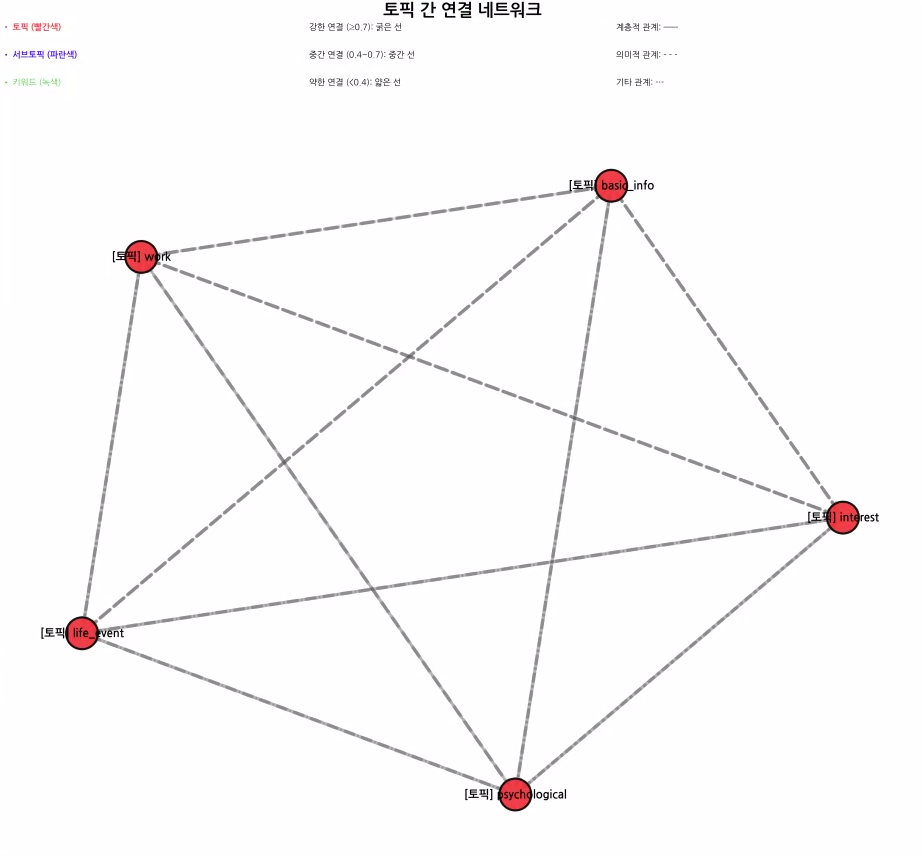 토픽 간 연결 네트워크
• 토픽 (빨간색)
강한 연결 (≥0.7): 굵은 선
계층적 관계: ───
• 서브토픽 (파란색)
중간 연결 (0.4~0.7): 중간 선
의미적 관계: - - -
• 키워드 (녹색)
약한 연결 (<0.4): 얇은 선
기타 관계: ···
[토픽] basic_info
[토픽] work
[토픽] interest
[토픽] life_event
[토픽] psychological